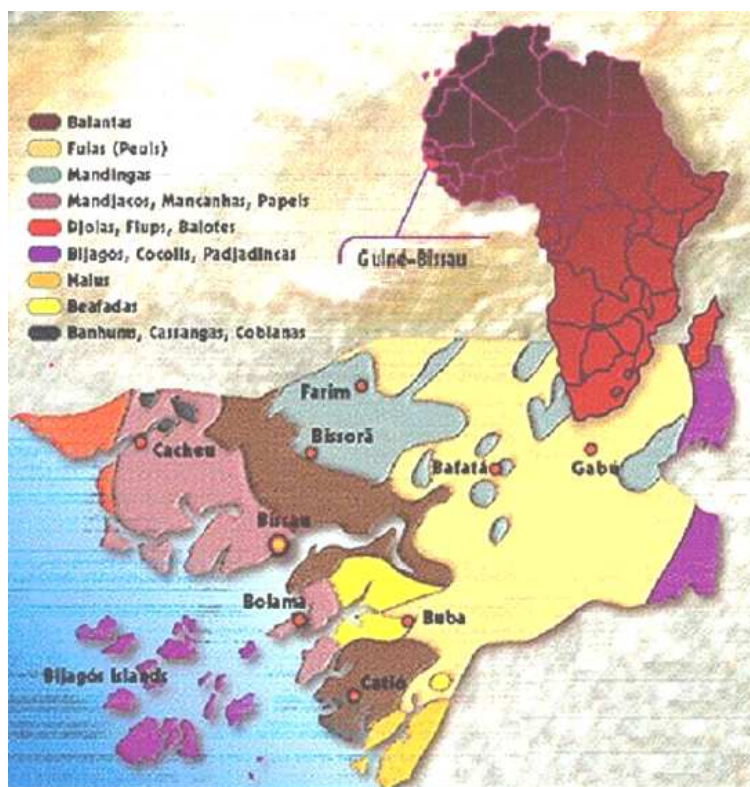 Balantas
Fulas (Peuls)
Mandingas
Mandjacos, Mancanhas, Papeis
Djolas, Flups, Balotes
Bijagos, Cocolis, Padjadincas
Nalus
Beafadas
Banhuns, Cassangas, Cobianas
Guiné-Bissau
Farim
Cacheu
Bissorã
Bafatá
Gabú
Bissau
Bolama
Buba
Bijagós Islands
Catió